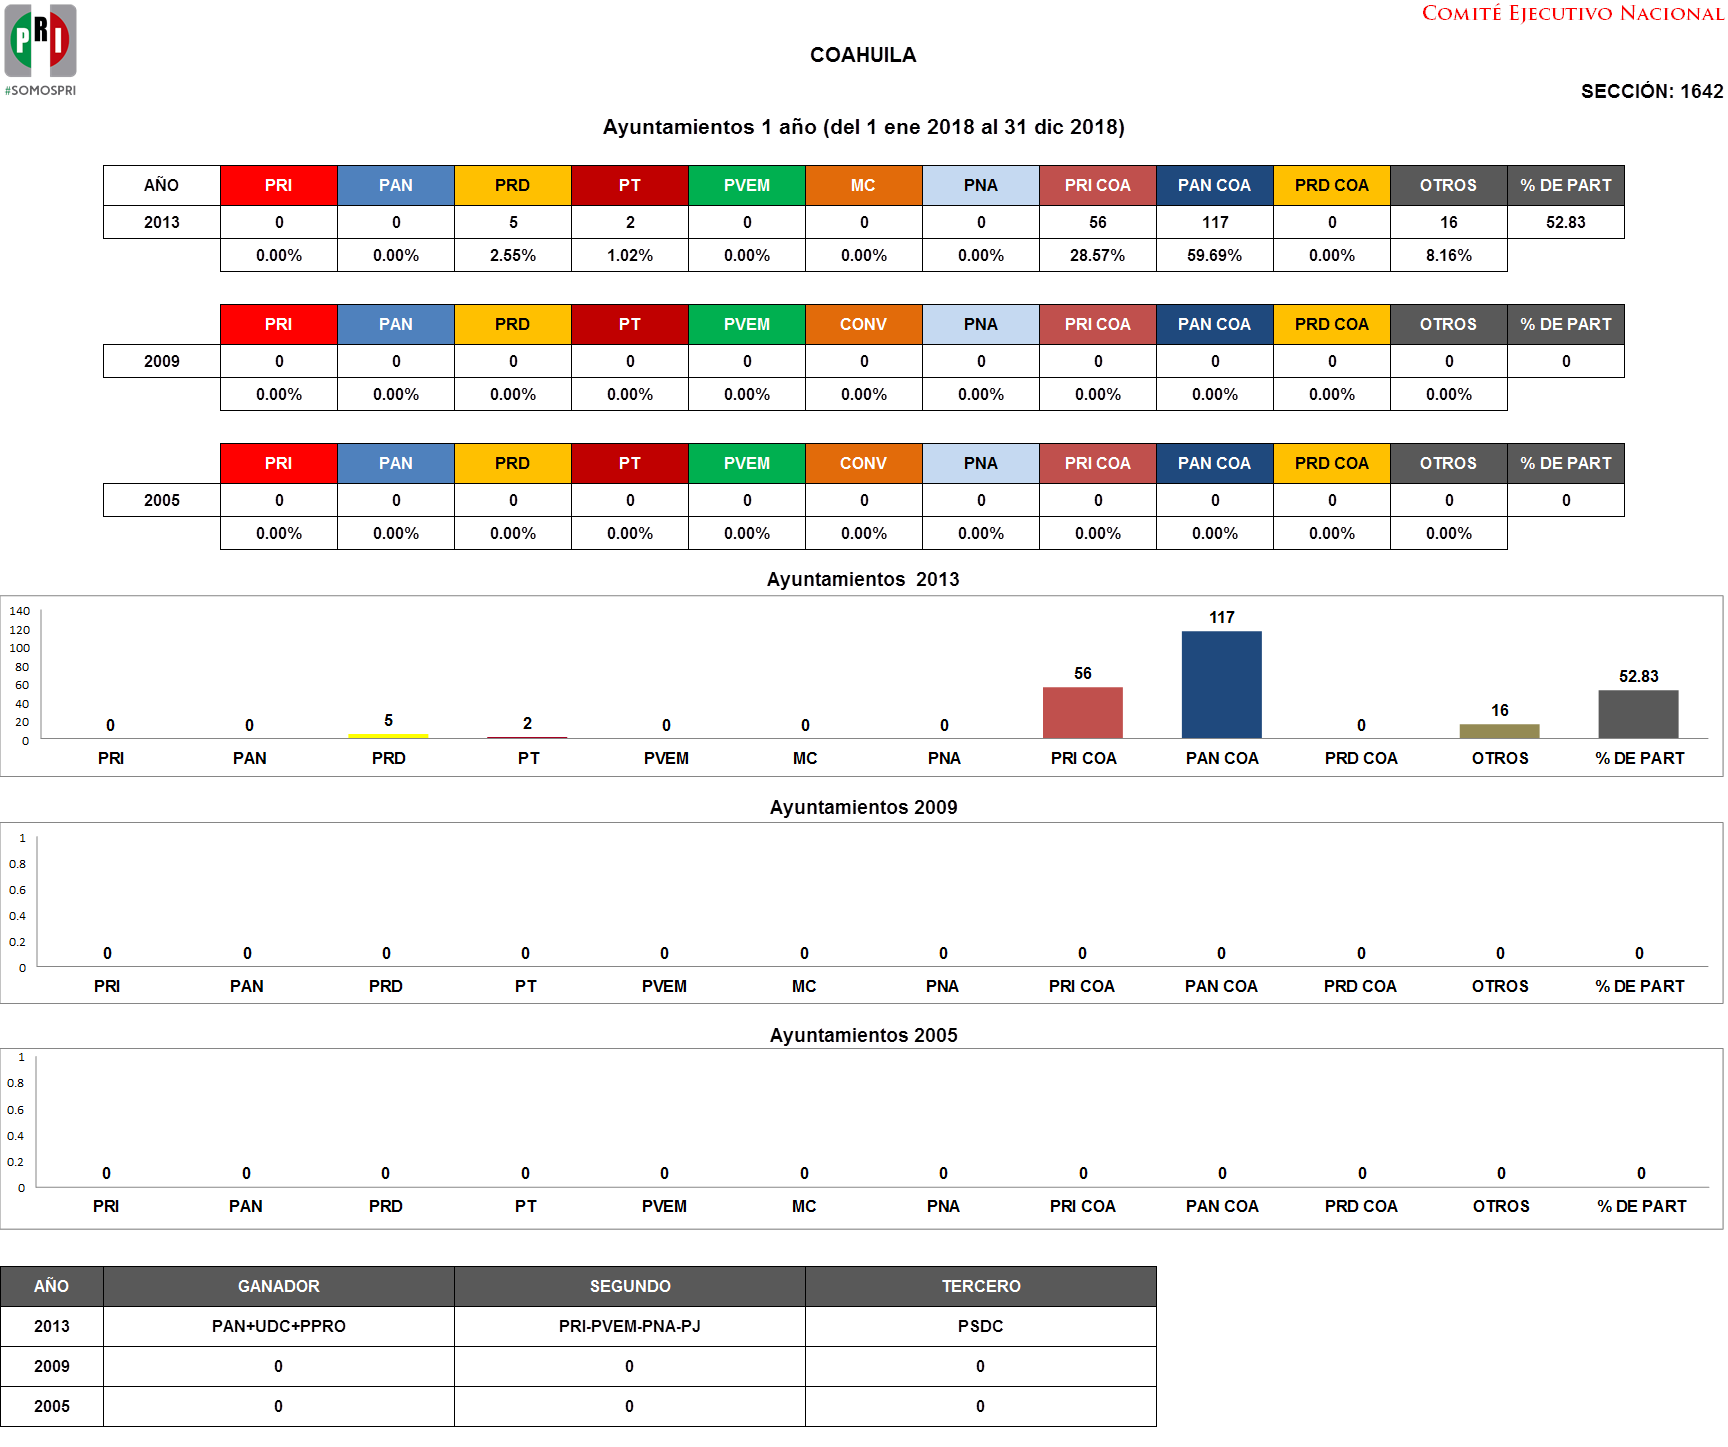 PRI
#SOMOSPRI
COMITÉ EJECUTIVO NACIONAL
COAHUILA
SECCIÓN: 1642
Ayuntamientos 1 año (del 1 ene 2018 al 31 dic 2018)
AÑO PRI PAN PRD PT PVEM MC PNA PRI COA PAN COA PRD COA OTROS % DE PART
2013 0 0 5 2 0 0 0 56 117 0 16 52.83
0.00% 0.00% 2.55% 1.02% 0.00% 0.00% 0.00% 28.57% 59.69% 0.00% 8.16%
PRI PAN PRD PT PVEM CONV PNA PRI COA PAN COA PRD COA OTROS % DE PART
2009 0 0 0 0 0 0 0 0 0 0 0 0
0.00% 0.00% 0.00% 0.00% 0.00% 0.00% 0.00% 0.00% 0.00% 0.00% 0.00%
PRI PAN PRD PT PVEM CONV PNA PRI COA PAN COA PRD COA OTROS % DE PART
2005 0 0 0 0 0 0 0 0 0 0 0 0
0.00% 0.00% 0.00% 0.00% 0.00% 0.00% 0.00% 0.00% 0.00% 0.00% 0.00%
Ayuntamientos 2013
140
120
100
80
60
40
20
0
0 0 5 2 0 0 0 56 117 0 16 52.83
PRI PAN PRD PT PVEM MC PNA PRI COA PAN COA PRD COA OTROS % DE PART
Ayuntamientos 2009
1
0.8
0.6
0.4
0.2
0
0 0 0 0 0 0 0 0 0 0 0 0
PRI PAN PRD PT PVEM MC PNA PRI COA PAN COA PRD COA OTROS % DE PART
Ayuntamientos 2005
1
0.8
0.6
0.4
0.2
0
0 0 0 0 0 0 0 0 0 0 0 0
PRI PAN PRD PT PVEM MC PNA PRI COA PAN COA PRD COA OTROS % DE PART
AÑO GANADOR SEGUNDO TERCERO
2013 PAN+UDC+PPRO PRI-PVEM-PNA-PJ PSDC
2009 0 0 0
2005 0 0 0